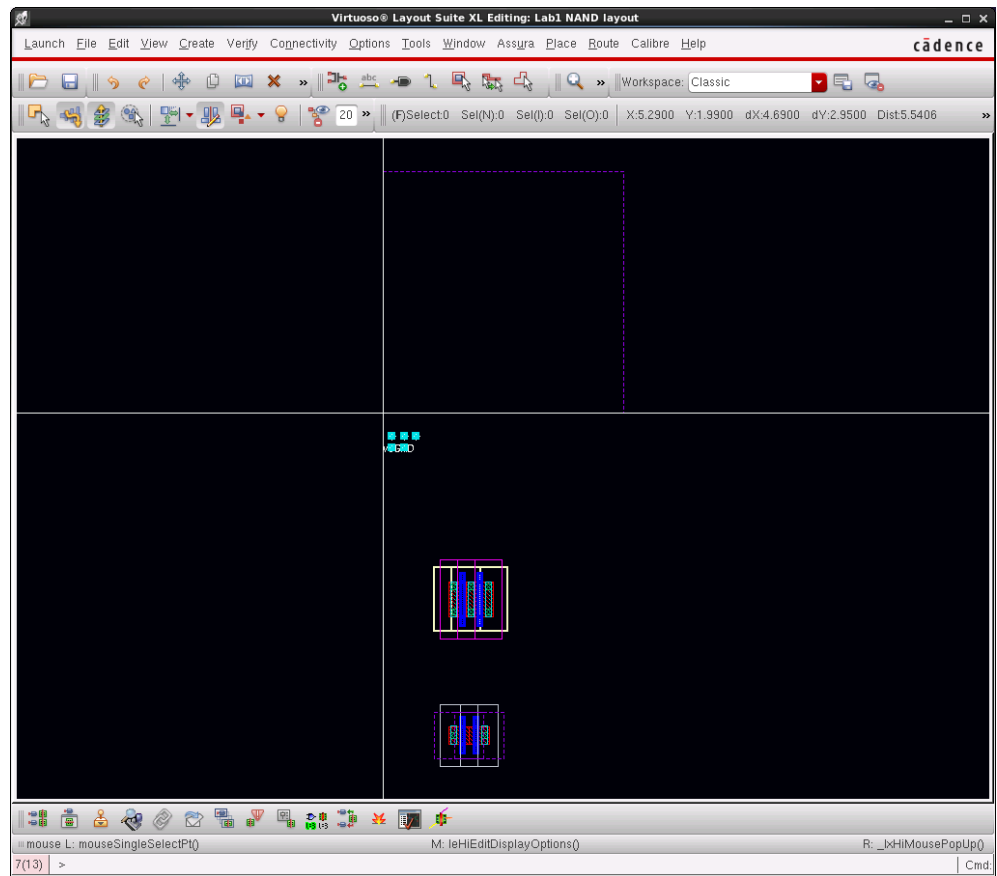 Virtuoso® Layout Suite XL Editing: Lab1 NAND layout
Launch File Edit View Create Verify Connectivity Options Tools Window Assura Place Route Calibre Help cādence
abc » » Workspace: Classic
20 » (F)Select:0 Sel(N):0 Sel(I):0 Sel(O):0 X:5.2900 Y:1.9900 dX:4.6900 dY:2.9500 Dist:5.5406 »
mouse L: mouseSingleSelectPt() M: leHiEditDisplayOptions() R: _lxHiMousePopUp()
7(13) > Cmd: